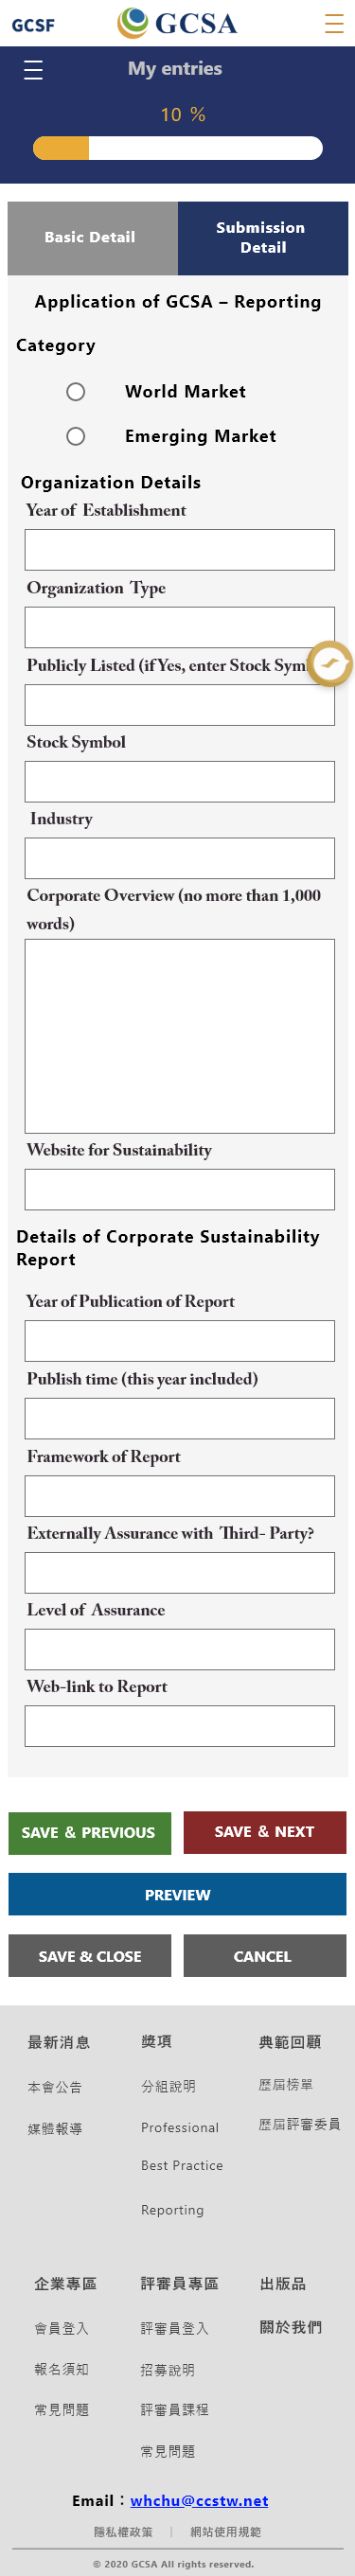 GCSF
GCSA
My entries
10 %
Basic Detail
Submission
Detail
Application of GCSA – Reporting
Category
World Market
Emerging Market
Organization Details
Year of Establishment
Organization Type
Publicly Listed (if Yes, enter Stock Sym
Stock Symbol
Industry
Corporate Overview (no more than 1,000
words)
Website for Sustainability
Details of Corporate Sustainability
Report
Year of Publication of Report
Publish time (this year included)
Framework of Report
Externally Assurance with Third- Party?
Level of Assurance
Web-link to Report
SAVE & PREVIOUS
SAVE & NEXT
PREVIEW
SAVE & CLOSE
CANCEL
最新消息
本會公告
媒體報導
獎項
分組說明
Professional
Best Practice
Reporting
典範回顧
歷屆榜單
歷屆評審委員
企業專區
會員登入
報名須知
常見問題
評審員專區
評審員登入
招募說明
評審員課程
常見問題
出版品
關於我們
Email：whchu@ccstw.net
隱私權政策 | 網站使用規範
© 2020 GCSA All rights reserved.